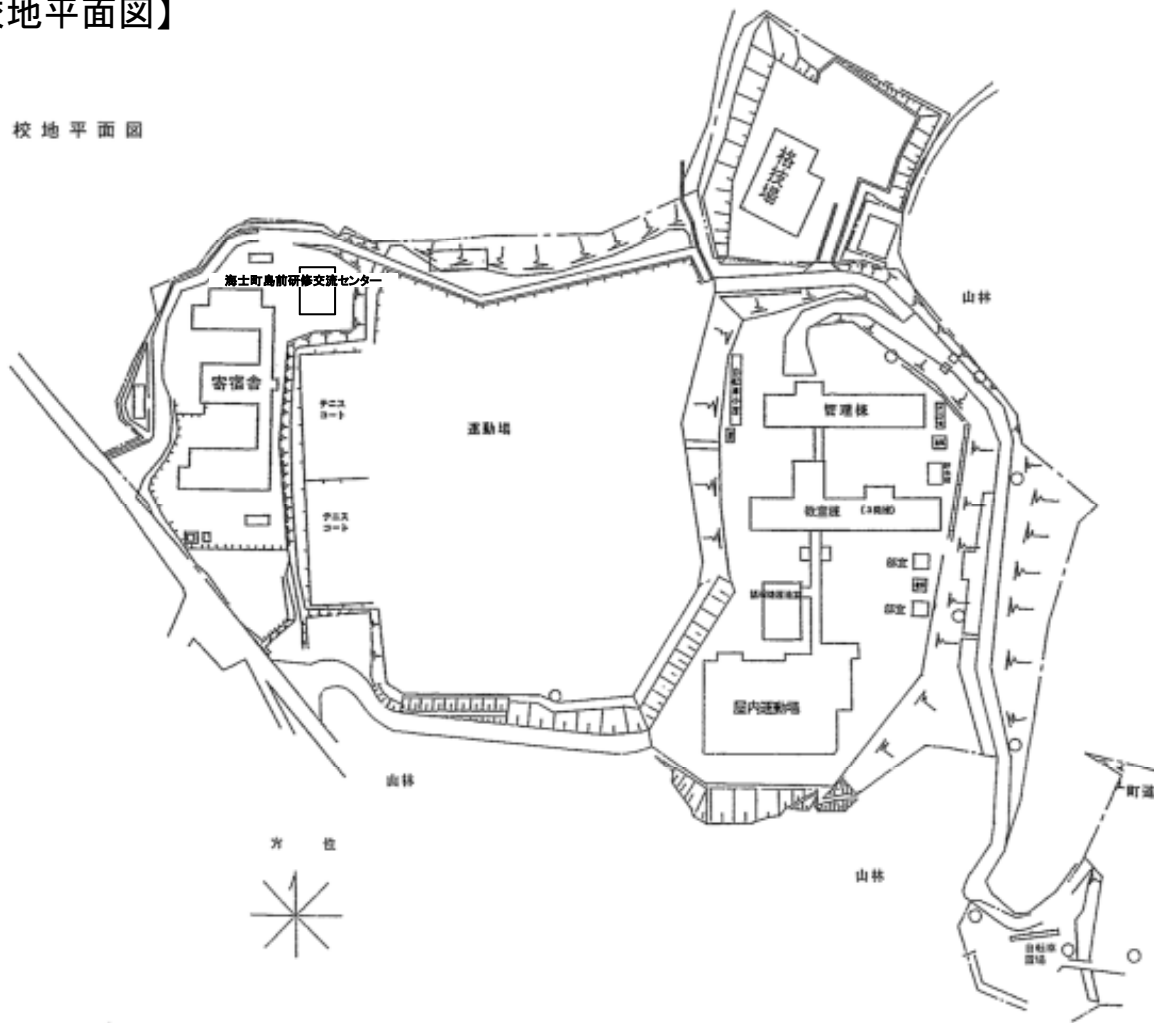 校地平面図】
校地平面図
格技場
山林
海士町島前研修交流センター
寄宿舎
テニス
コート
運動場
管理棟
テニス
コート
教室棟
部室
部室
屋内運動場
山林
町道
方位
山林
自転車
置場